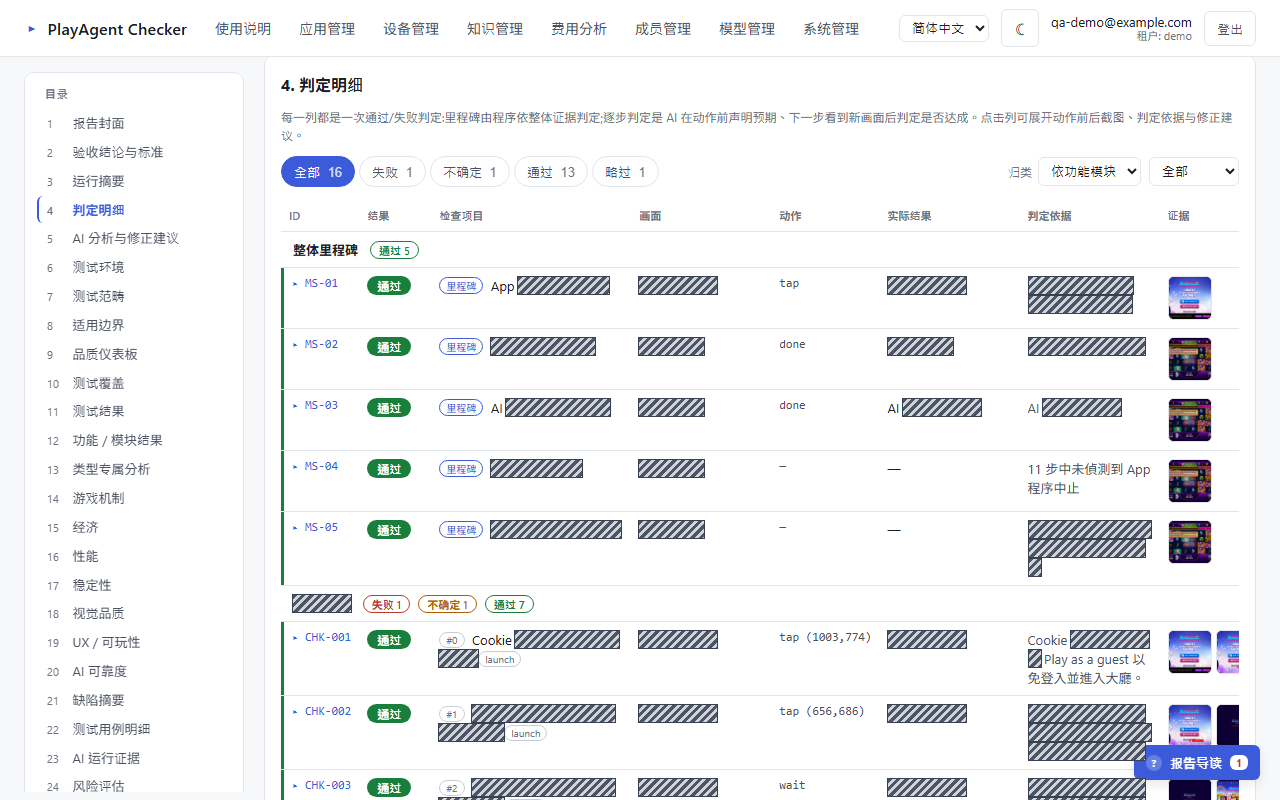 PlayAgent Checker
使用说明
应用管理
设备管理
知识管理
费用分析
成员管理
模型管理
系统管理
简体中文
qa-demo@example.com
租户: demo
登出
目录
1 报告封面
2 验收结论与标准
3 运行摘要
4 判定明细
5 AI 分析与修正建议
6 测试环境
7 测试范畴
8 适用边界
9 品质仪表板
10 测试覆盖
11 测试结果
12 功能 / 模块结果
13 类型专属分析
14 游戏机制
15 经济
16 性能
17 稳定性
18 视觉品质
19 UX / 可玩性
20 AI 可靠度
21 缺陷摘要
22 测试用例明细
23 AI 运行证据
24 风险评估
4. 判定明细
每一列都是一次通过/失败判定:里程碑由程序依整体证据判定;逐步判定是 AI 在动作前声明预期、下一步看到新画面后判定是否达成。点击列可展开动作前后截图、判定依据与修正建
议。
全部 16 失败 1 不确定 1 通过 13 略过 1
归类 依功能模块 全部
ID 结果 检查项目 画面 动作 实际结果 判定依据 证据
整体里程碑 通过 5
MS-01 通过 里程碑 App tap
MS-02 通过 里程碑 done
MS-03 通过 里程碑 AI done AI AI
MS-04 通过 里程碑 — — 11 步中未偵測到 App
程序中止
MS-05 通过 里程碑 — —
失败 1 不确定 1 通过 7
CHK-001 通过 #0 Cookie tap (1003,774) Cookie
launch Play as a guest 以
免登入並進入大廳。
CHK-002 通过 #1 tap (656,686)
launch
CHK-003 通过 #2 wait
? 报告导读 1